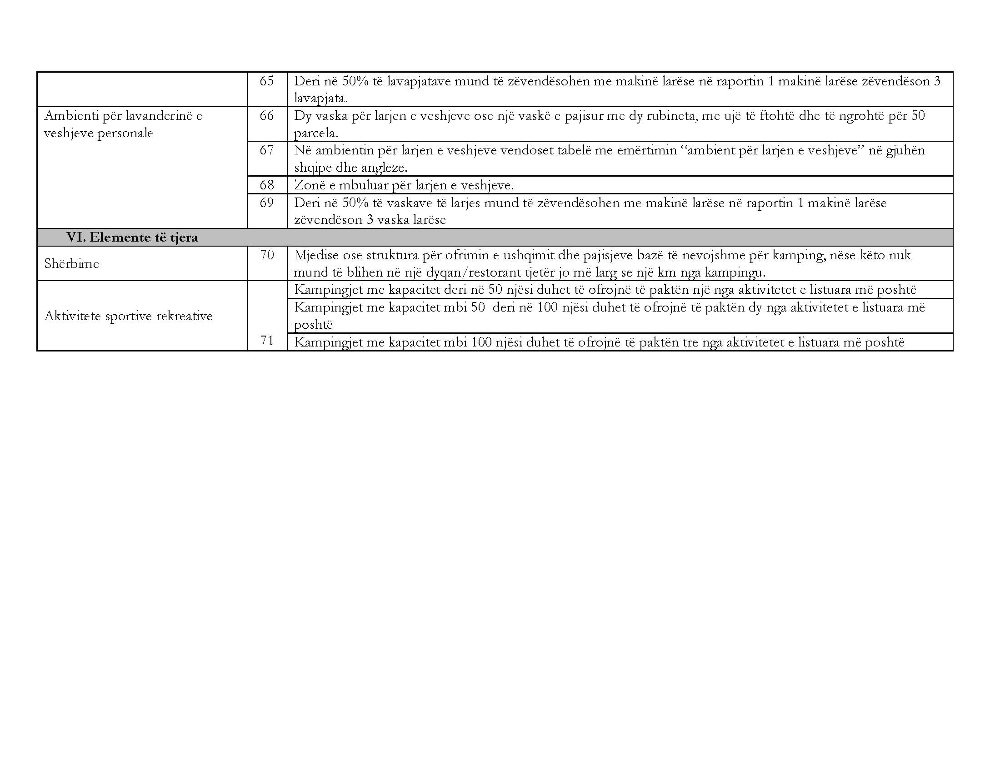 65 Deri në 50% të lavapjatave mund të zëvendësohen me makinë larëse në raportin 1 makinë larëse zëvendëson 3
lavapjata.
Ambienti për lavanderinë e
veshjeve personale
66 Dy vaska për larjen e veshjeve ose një vaskë e pajisur me dy rubineta, me ujë të ftohtë dhe të ngrohtë për 50
parcela.
67 Në ambientin për larjen e veshjeve vendoset tabelë me emërtimin “ambient për larjen e veshjeve” në gjuhën
shqipe dhe angleze.
68 Zonë e mbuluar për larjen e veshjeve.
69 Deri në 50% të vaskave të larjes mund të zëvendësohen me makinë larëse në raportin 1 makinë larëse
zëvendëson 3 vaska larëse
VI. Elemente të tjera
Shërbime
70 Mjedise ose struktura për ofrimin e ushqimit dhe pajisjeve bazë të nevojshme për kamping, nëse këto nuk
mund të blihen në një dyqan/restorant tjetër jo më larg se një km nga kampingu.
Aktivitete sportive rekreative
Kampingjet me kapacitet deri në 50 njësi duhet të ofrojnë të paktën një nga aktivitetet e listuara më poshtë
Kampingjet me kapacitet mbi 50 deri në 100 njësi duhet të ofrojnë të paktën dy nga aktivitetet e listuara më
poshtë
71 Kampingjet me kapacitet mbi 100 njësi duhet të ofrojnë të paktën tre nga aktivitetet e listuara më poshtë